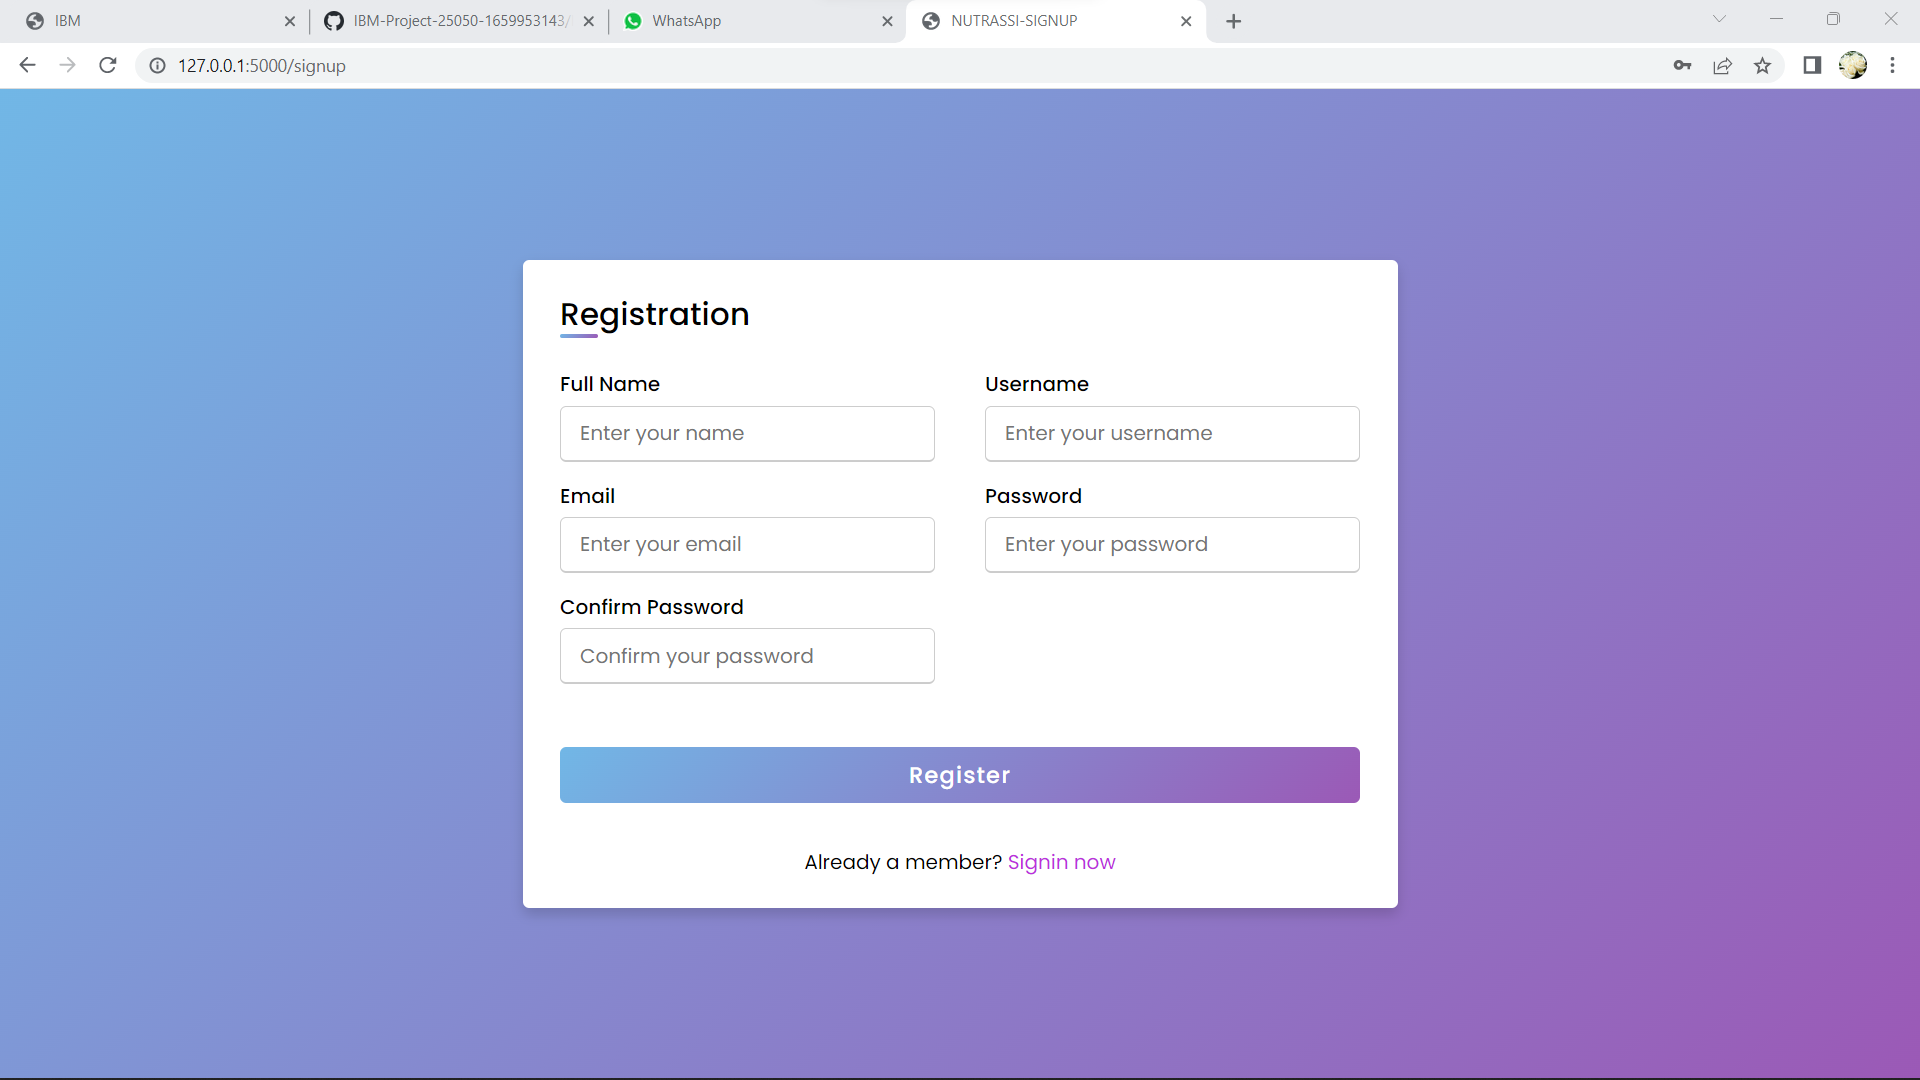 IBM
IBM-Project-25050-1659953143/
WhatsApp
NUTRASSI-SIGNUP
127.0.0.1:5000/signup
Registration
Full Name
Username
Enter your name
Enter your username
Email
Password
Enter your email
Enter your password
Confirm Password
Confirm your password
Register
Already a member? Signin now